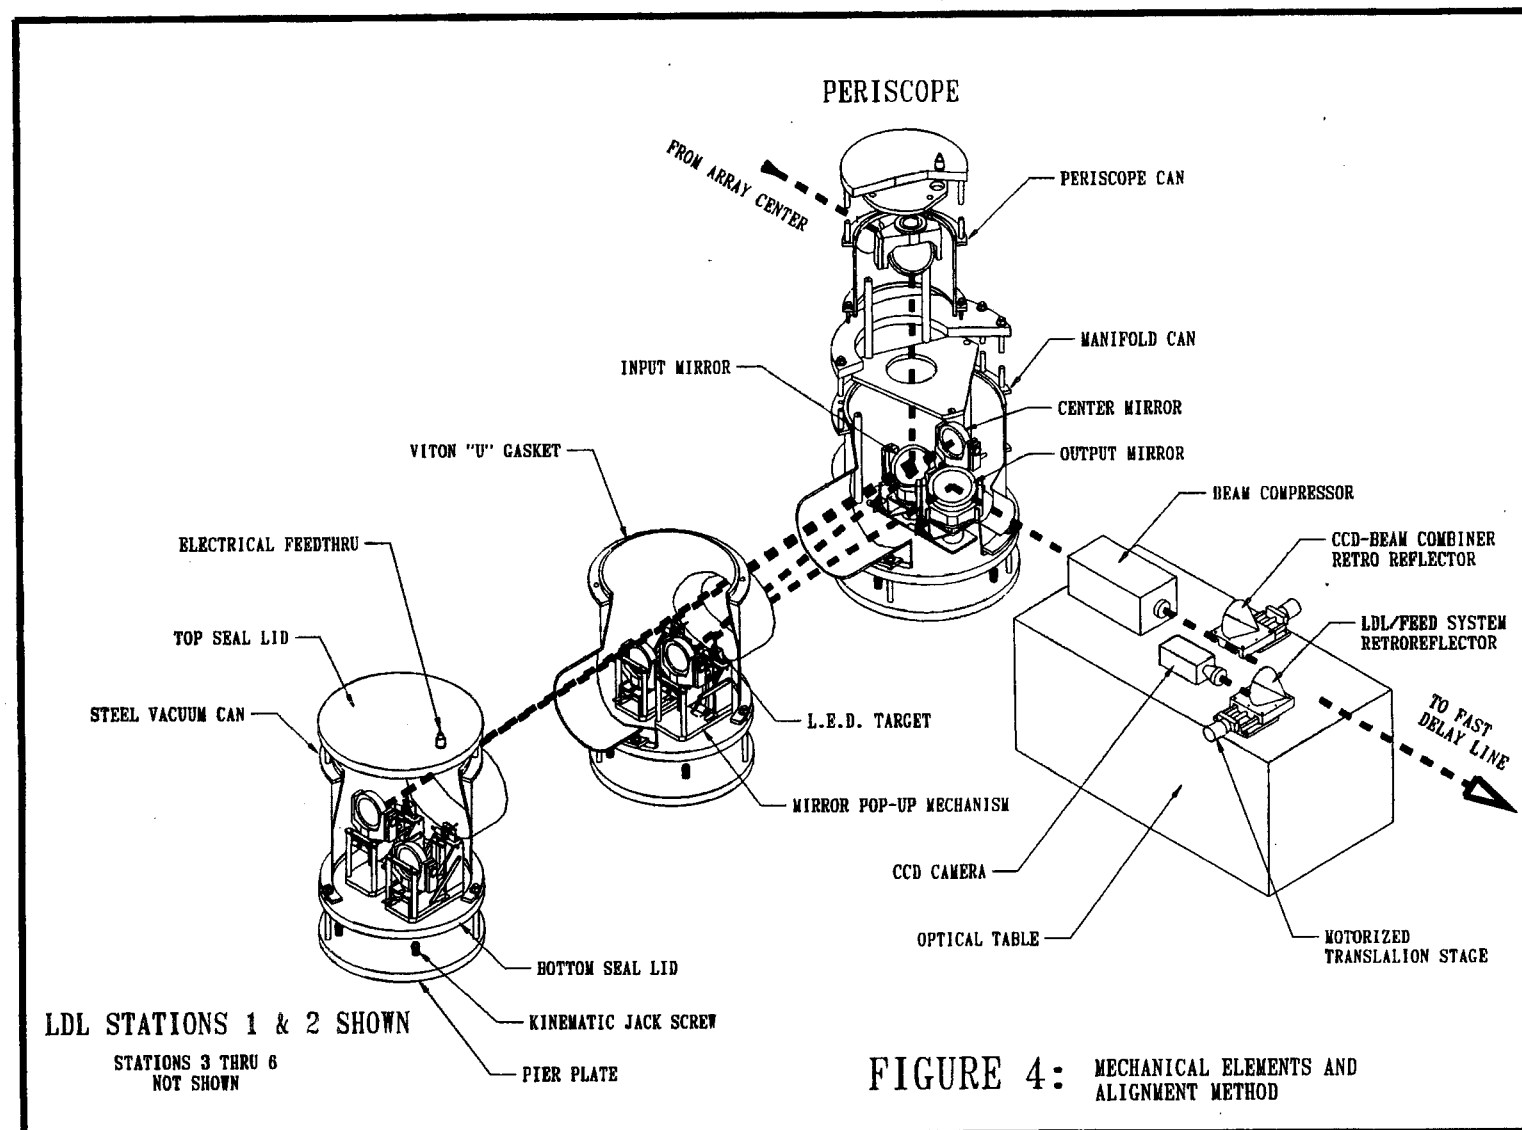 PERISCOPE
FROM ARRAY CENTER
PERISCOPE CAN
MANIFOLD CAN
INPUT MIRROR
CENTER MIRROR
OUTPUT MIRROR
VITON "U" GASKET
BEAM COMPRESSOR
CCD-BEAM COMBINER
RETRO REFLECTOR
ELECTRICAL FEEDTHRU
LDL/FEED SYSTEM
RETROREFLECTOR
TOP SEAL LID
STEEL VACUUM CAN
L.E.D. TARGET
TO FAST
DELAY LINE
MIRROR POP-UP MECHANISM
CCD CAMERA
OPTICAL TABLE
MOTORIZED
TRANSLALION STAGE
BOTTOM SEAL LID
LDL STATIONS 1 & 2 SHOWN
KINEMATIC JACK SCREW
STATIONS 3 THRU 6
NOT SHOWN
PIER PLATE
FIGURE 4: MECHANICAL ELEMENTS AND
ALIGNMENT METHOD